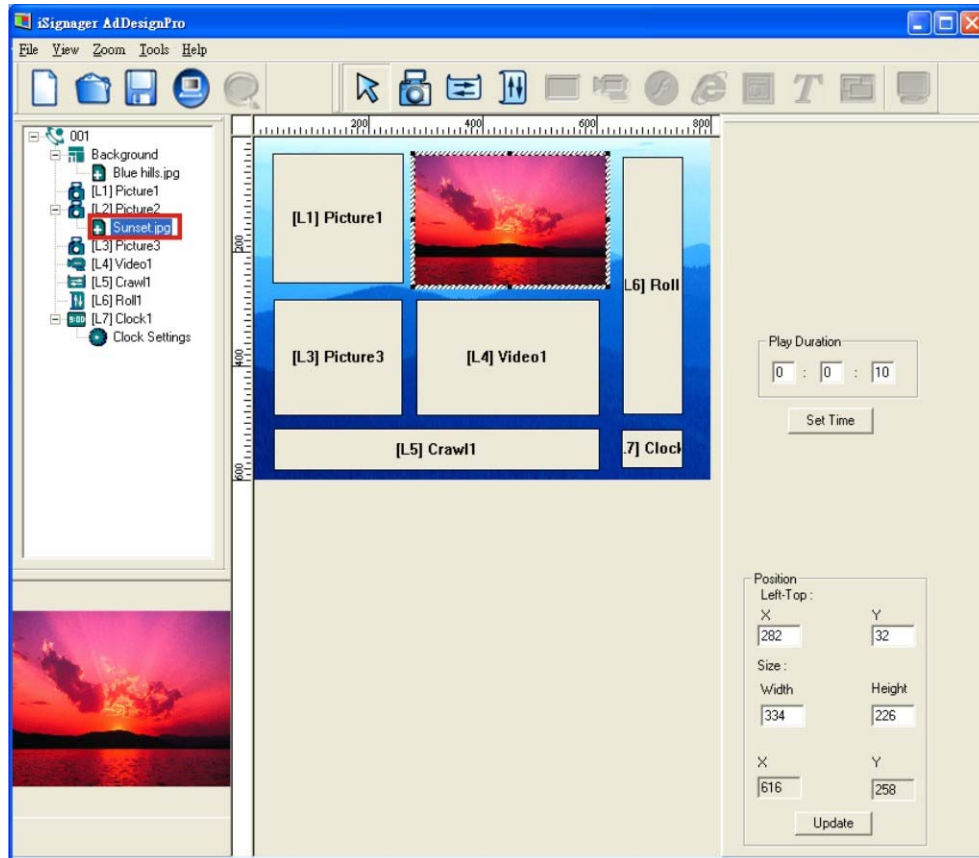 iSignager AdDesignPro
File View Zoom Tools Help
T
001
Background
Blue hills.jpg
[L1] Picture1
[L2] Picture2
Sunset.jpg
[L3] Picture3
[L4] Video1
[L5] Crawl1
[L6] Roll1
[L7] Clock1
Clock Settings
200 400 600 800
200
400
600
[L1] Picture1
L6] Roll
[L3] Picture3
[L4] Video1
[L5] Crawl1
.7] Clock
Play Duration
0 : 0 : 10
Set Time
Position
Left-Top :
X Y
282 32
Size :
Width Height
334 226
X Y
616 258
Update